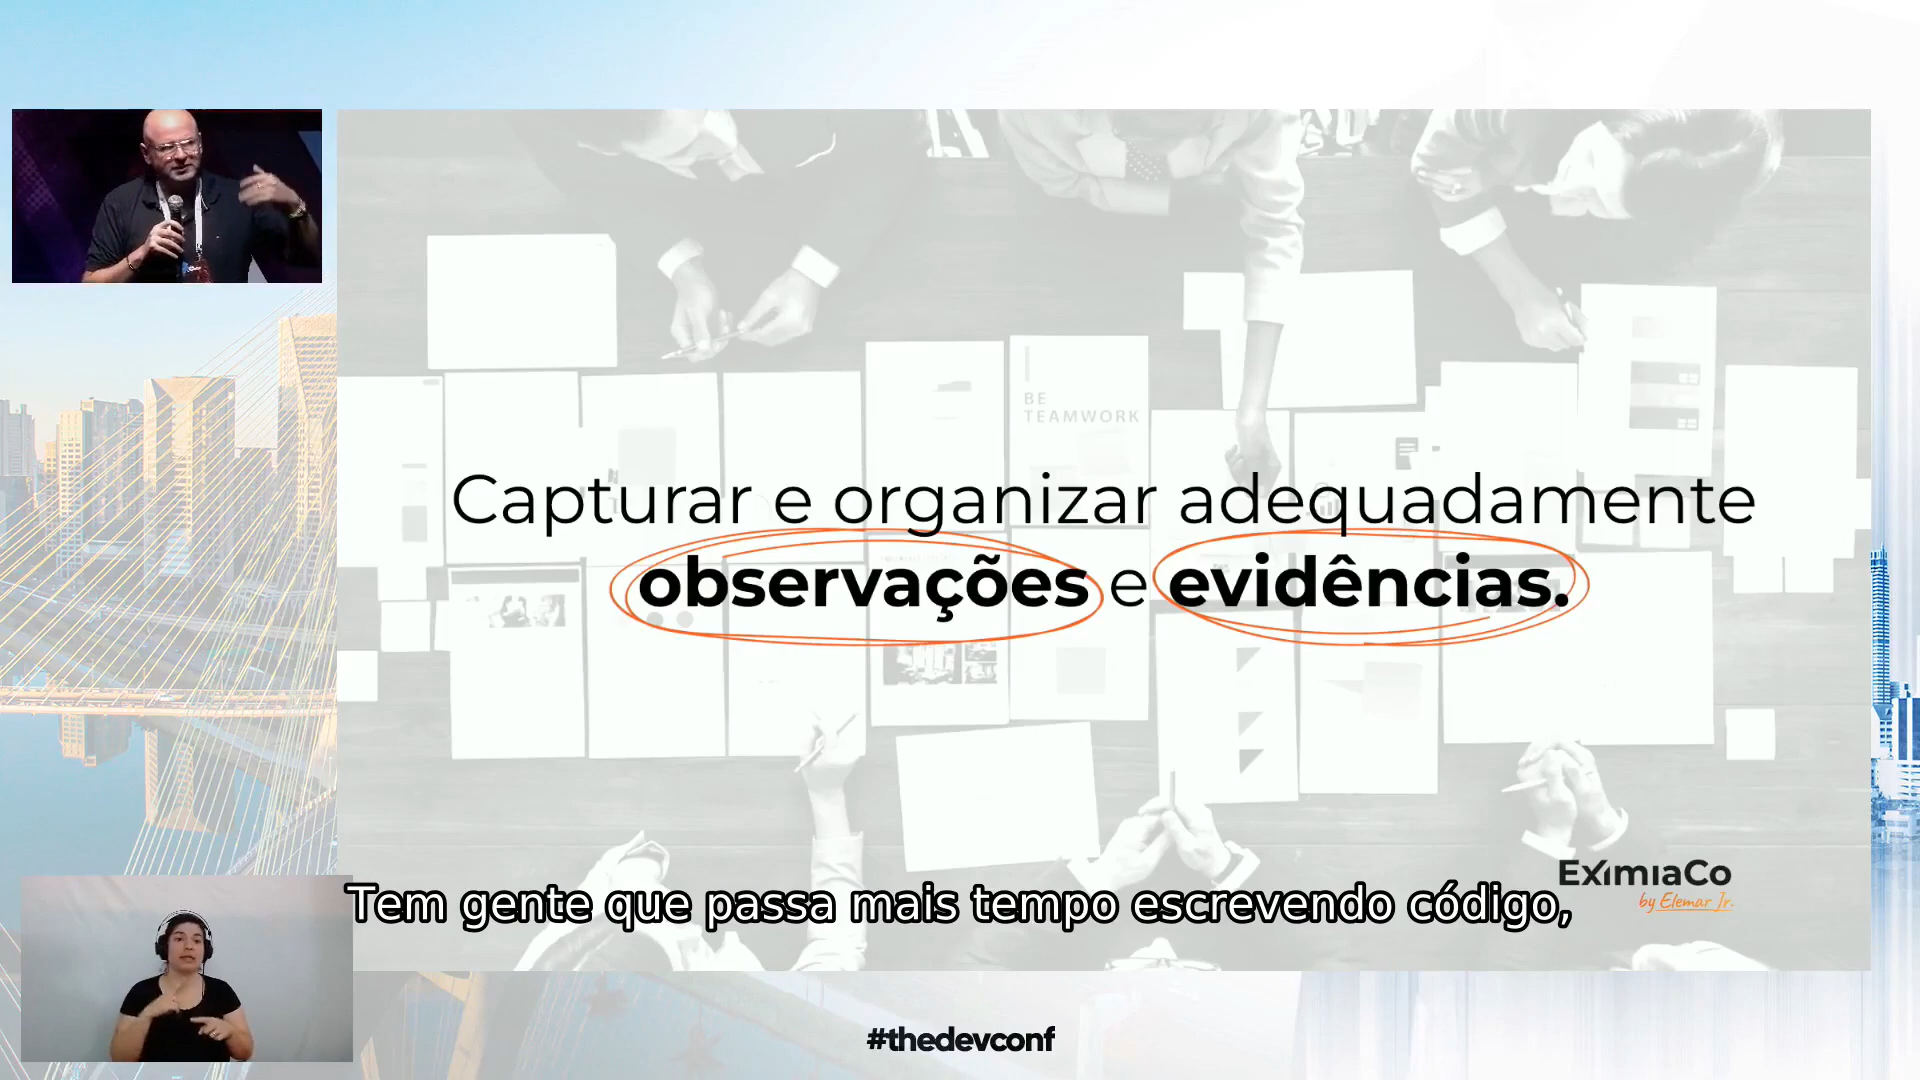 BE
TEAMWORK
Capturar e organizar adequadamente
observações e evidências.
EXIMIACO
by Elemar Jr.
Tem gente que passa mais tempo escrevendo código,
#thedevconf